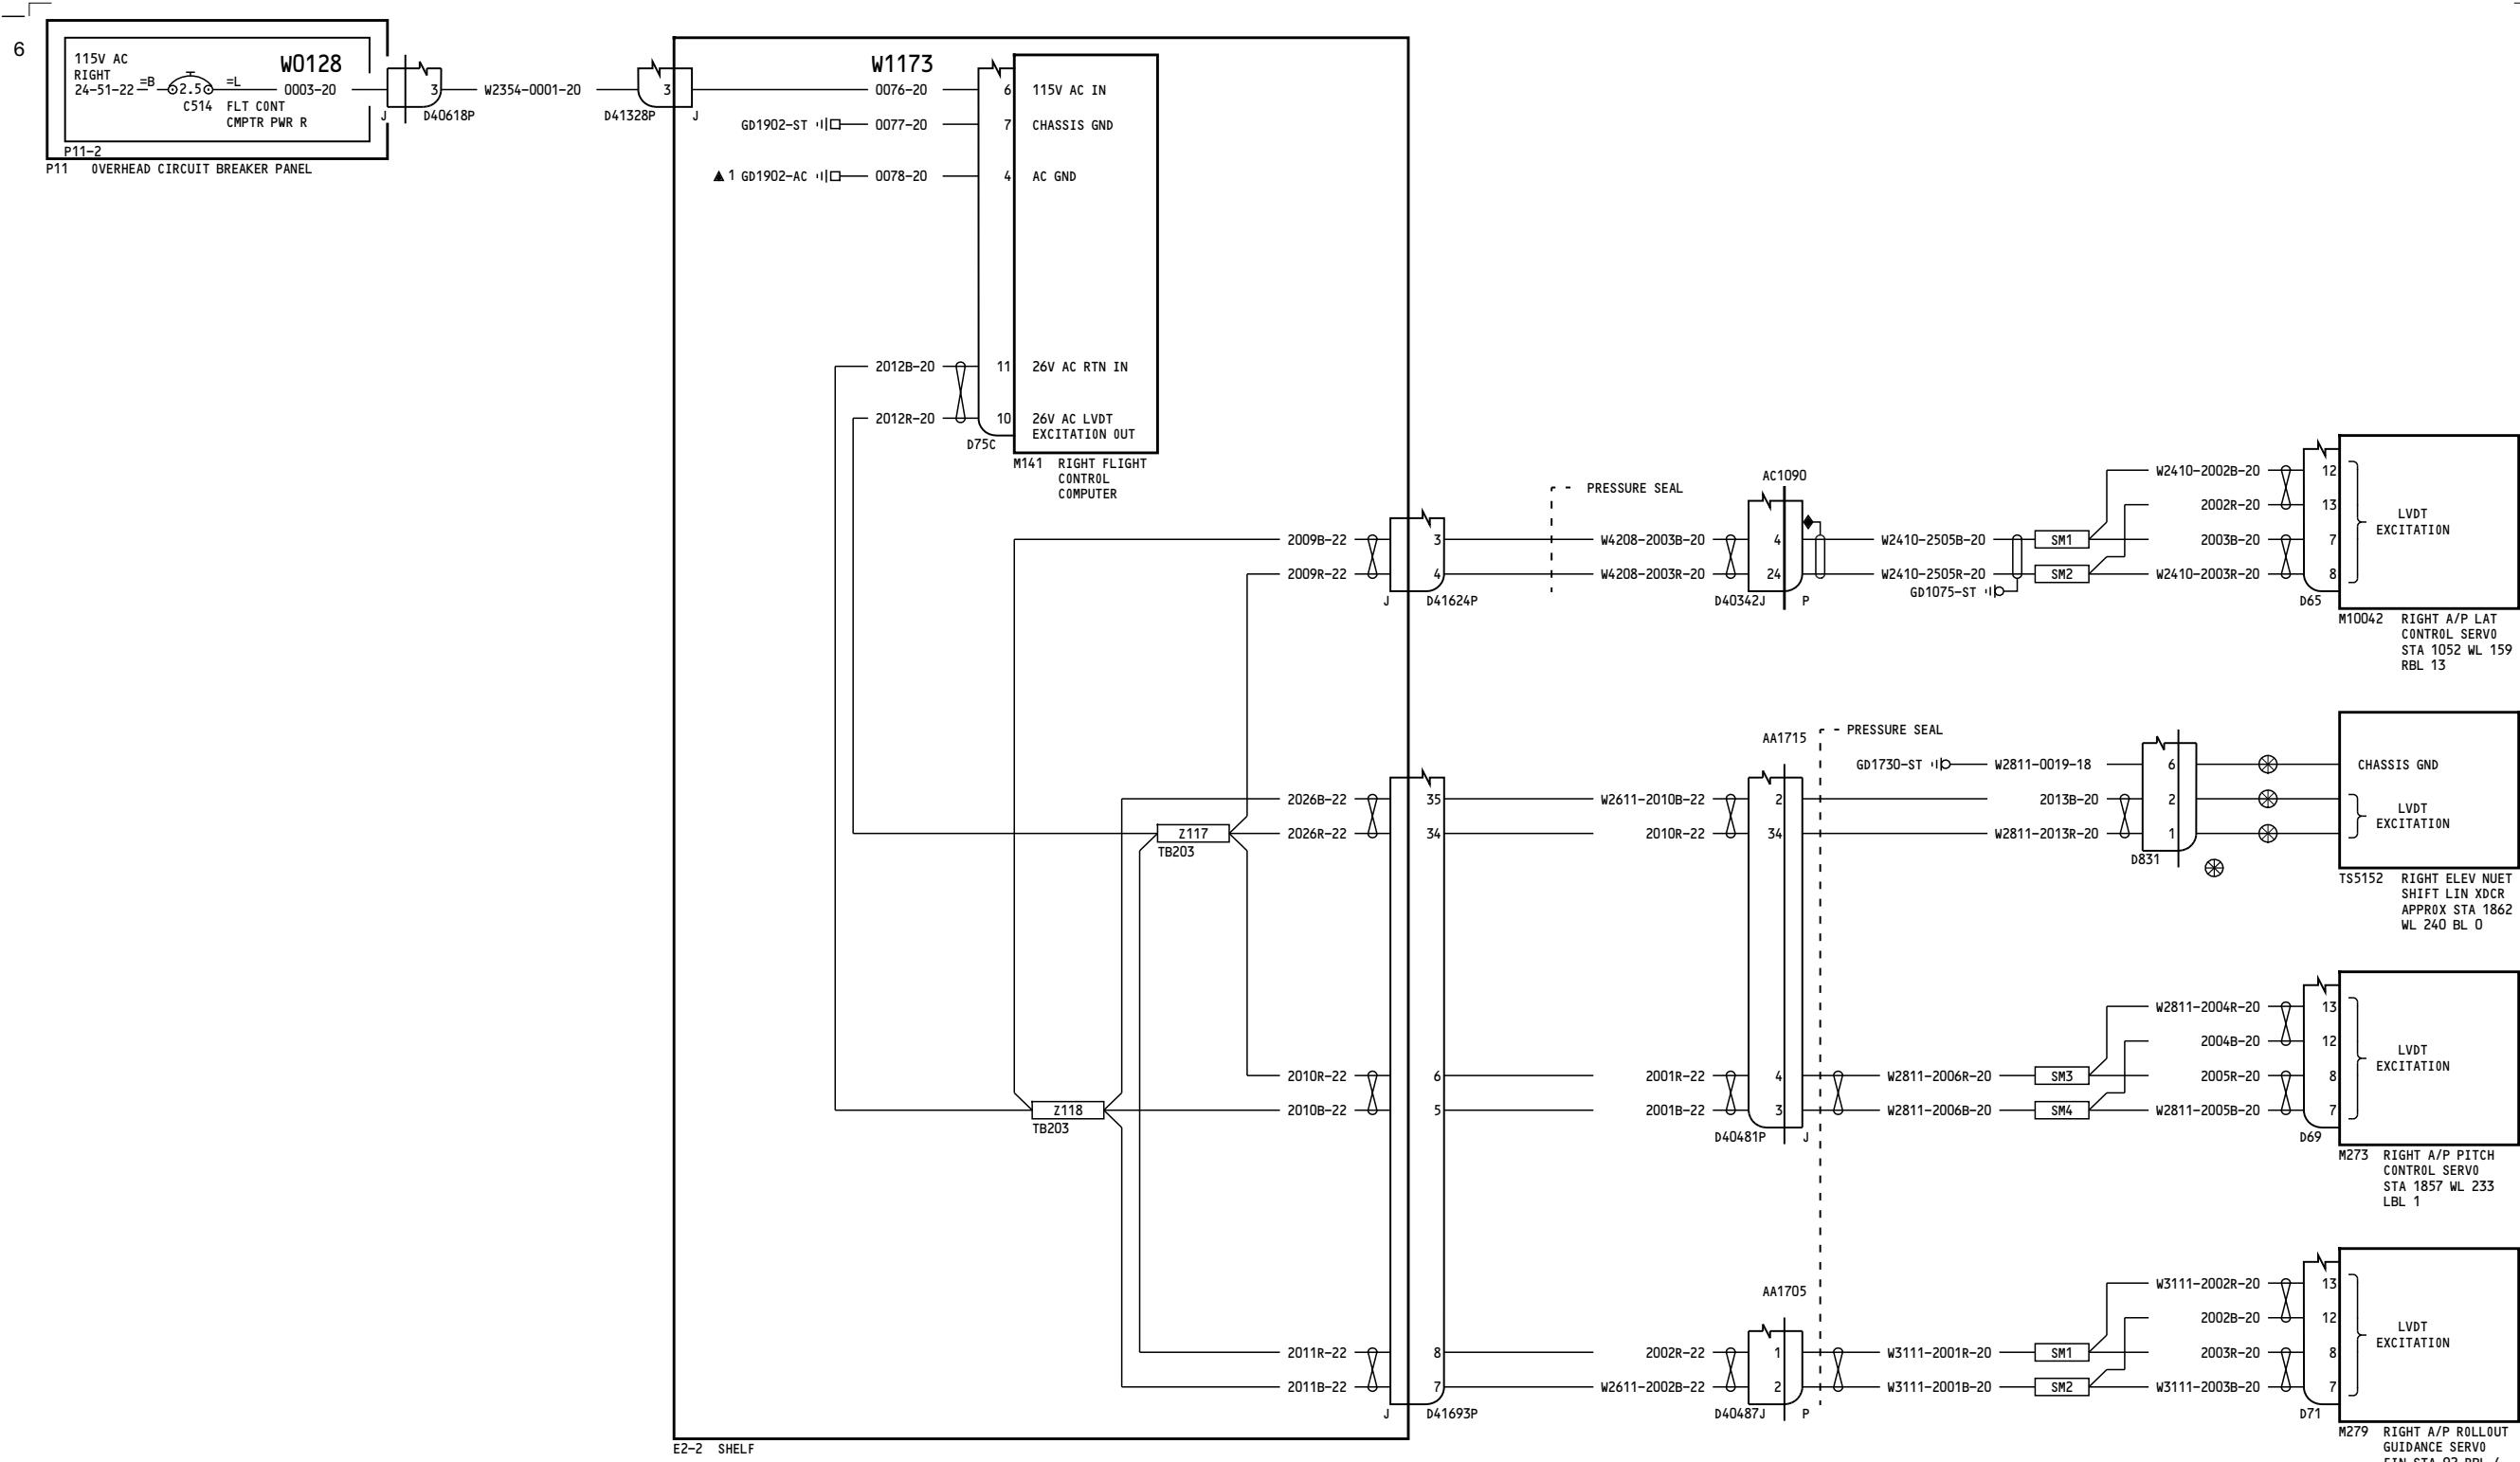 6
115V AC
RIGHT
24-51-22 =B 2.5 =L
C514 FLT CONT
CMPTR PWR R
W0128
0003-20
P11-2
P11 OVERHEAD CIRCUIT BREAKER PANEL
3
J D40618P
W2354-0001-20
3
D41328P J
W1173
0076-20
6 115V AC IN
GD1902-ST 0077-20 7 CHASSIS GND
1 GD1902-AC 0078-20 4 AC GND
2012B-20 11 26V AC RTN IN
2012R-20 10 26V AC LVDT
EXCITATION OUT
D75C
M141 RIGHT FLIGHT
CONTROL
COMPUTER
PRESSURE SEAL
AC1090
2009B-22 3 W4208-2003B-20 4 W2410-2505B-20 SM1
2009R-22 4 W4208-2003R-20 24 W2410-2505R-20 SM2
J D41624P D40342J P
GD1075-ST
W2410-2002B-20 12
2002R-20 13
2003B-20 7
W2410-2003R-20 8
LVDT
EXCITATION
D65
M10042 RIGHT A/P LAT
CONTROL SERVO
STA 1052 WL 159
RBL 13
AA1715
PRESSURE SEAL
GD1730-ST W2811-0019-18 6 CHASSIS GND
2026B-22 35 W2611-2010B-22 2 2013B-20 2
2026R-22 34 2010R-22 34 W2811-2013R-20 1
LVDT
EXCITATION
Z117
TB203
D831
TS5152 RIGHT ELEV NUET
SHIFT LIN XDCR
APPROX STA 1862
WL 240 BL 0
2010R-22 6 2001R-22 4 W2811-2006R-20 SM3
2010B-22 5 2001B-22 3 W2811-2006B-20 SM4
Z118
TB203
D40481P J
W2811-2004R-20 13
2004B-20 12
2005R-20 8
W2811-2005B-20 7
LVDT
EXCITATION
D69
M273 RIGHT A/P PITCH
CONTROL SERVO
STA 1857 WL 233
LBL 1
AA1705
2011R-22 8 2002R-22 1 W3111-2001R-20 SM1
2011B-22 7 W2611-2002B-22 2 W3111-2001B-20 SM2
J D41693P D40487J P
W3111-2002R-20 13
2002B-20 12
2003R-20 8
W3111-2003B-20 7
LVDT
EXCITATION
D71
M279 RIGHT A/P ROLLOUT
GUIDANCE SERVO
E2-2 SHELF